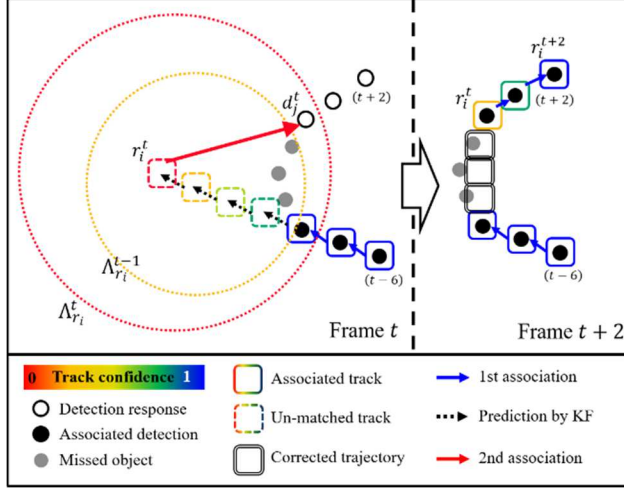 r_i^{t+2}
d_j^t
(t+2)
r_i^t
(t+2)
r_i^t
Λ_{r_i}^{t-1}
(t−6)
(t−6)
Λ_{r_i}^t
Frame t
Frame t + 2
0 Track confidence 1
Associated track
1st association
Detection response
Un-matched track
Prediction by KF
Associated detection
Missed object
Corrected trajectory
2nd association